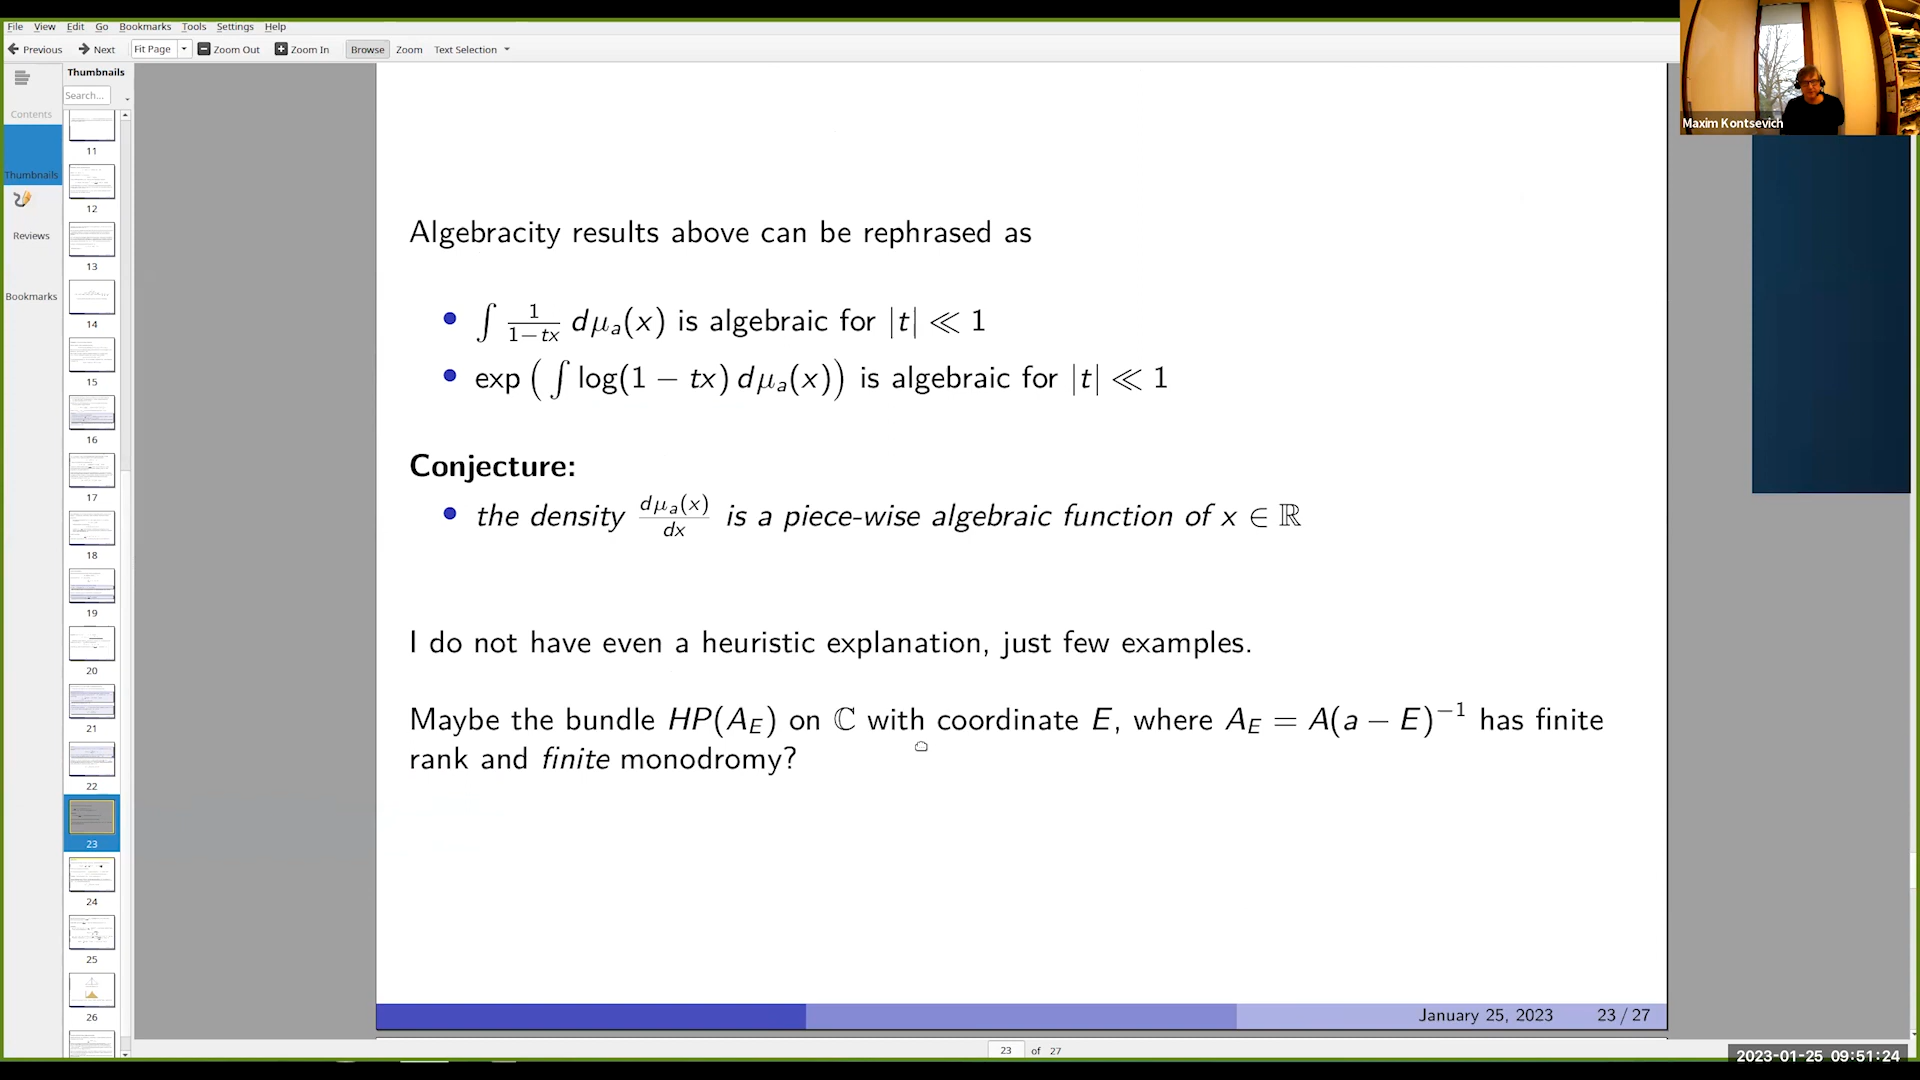 File View Edit Go Bookmarks Tools Settings Help
Previous Next Fit Page Zoom Out Zoom In Browse Zoom Text Selection
Thumbnails
Search...
Contents
Thumbnails
Reviews
Bookmarks
11
12
13
14
15
16
17
18
19
20
21
22
23
24
25
26
Algebracity results above can be rephrased as
• ∫ 1/(1−tx) dμₐ(x) is algebraic for |t| ≪ 1
• exp ( ∫ log(1 − tx) dμₐ(x)) is algebraic for |t| ≪ 1
Conjecture:
• the density dμₐ(x)/dx is a piece-wise algebraic function of x ∈ ℝ
I do not have even a heuristic explanation, just few examples.
Maybe the bundle HP(A_E) on ℂ with coordinate E, where A_E = A(a − E)⁻¹ has finite
rank and finite monodromy?
January 25, 2023 23 / 27
23 of 27
Maxim Kontsevich
2023-01-25 09:51:24